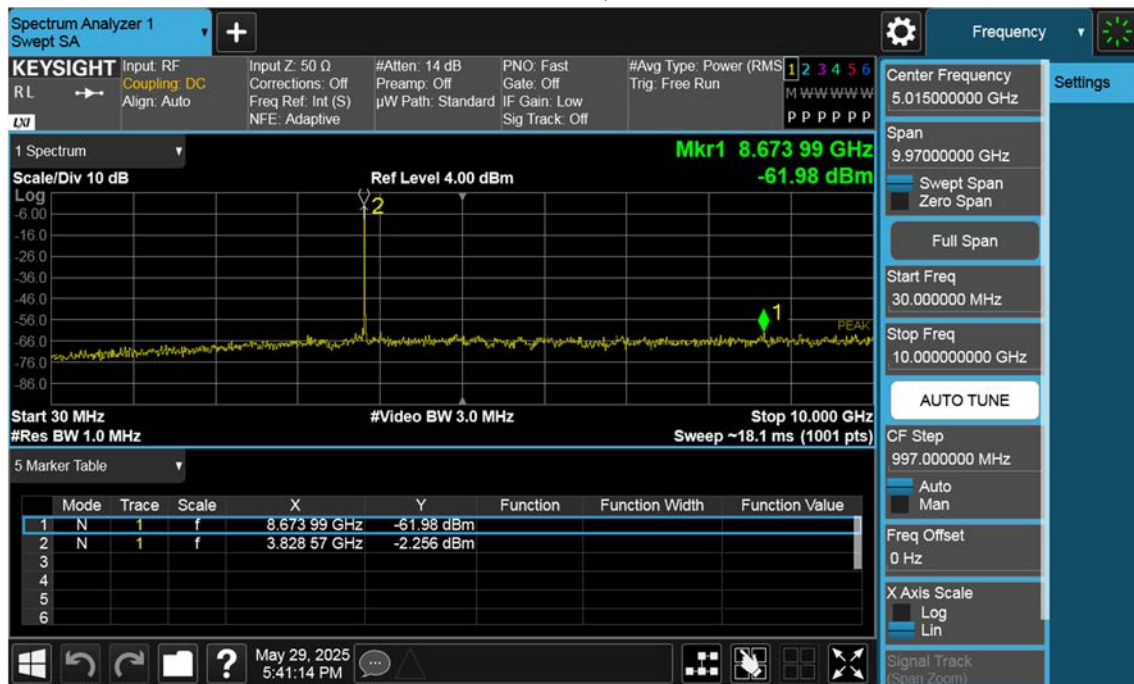 Spectrum Analyzer 1
Swept SA
+
Frequency
KEYSIGHT
RL
LXI
Input: RF
Coupling: DC
Align: Auto
Input Z: 50 Ω
Corrections: Off
Freq Ref: Int (S)
NFE: Adaptive
#Atten: 14 dB
Preamp: Off
µW Path: Standard
PNO: Fast
Gate: Off
IF Gain: Low
Sig Track: Off
#Avg Type: Power (RMS
Trig: Free Run
1 2 3 4 5 6
M W W W W W
P P P P P P
1 Spectrum
Mkr1 8.673 99 GHz
-61.98 dBm
Scale/Div 10 dB
Ref Level 4.00 dBm
Log
-6.00
-16.0
-26.0
-36.0
-46.0
-56.0
-66.0
-76.0
-86.0
2
1
PEAK
Start 30 MHz
#Video BW 3.0 MHz
Stop 10.000 GHz
#Res BW 1.0 MHz
Sweep ~18.1 ms (1001 pts)
5 Marker Table
Mode Trace Scale X Y Function Function Width Function Value
1 N 1 f 8.673 99 GHz -61.98 dBm
2 N 1 f 3.828 57 GHz -2.256 dBm
3
4
5
6
?
May 29, 2025
5:41:14 PM
Center Frequency
5.015000000 GHz
Span
9.97000000 GHz
Swept Span
Zero Span
Full Span
Start Freq
30.000000 MHz
Stop Freq
10.000000000 GHz
AUTO TUNE
CF Step
997.000000 MHz
Auto
Man
Freq Offset
0 Hz
X Axis Scale
Log
Lin
Signal Track
(Span Zoom)
Settings